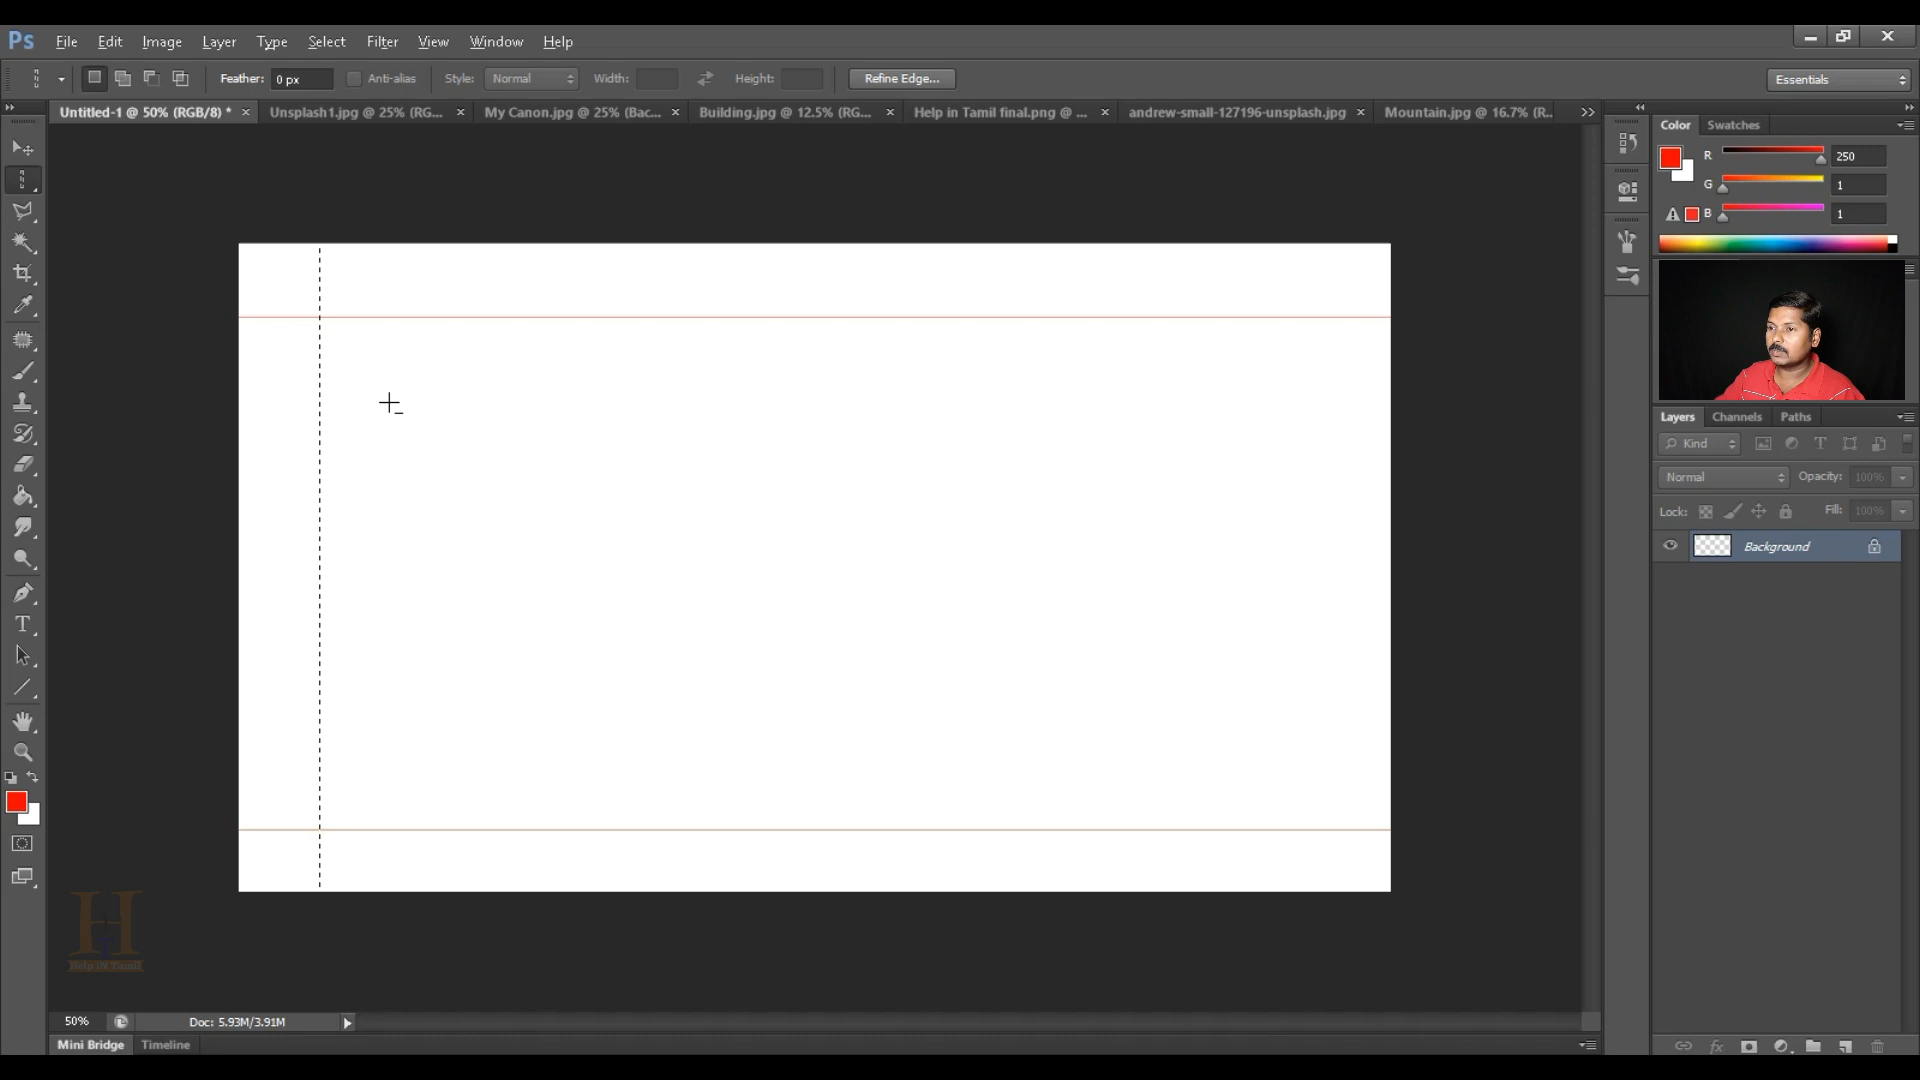 Ps File Edit Image Layer Type Select Filter View Window Help
Feather: 0 px Anti-alias Style: Normal Width: Height: Refine Edge... Essentials
Untitled-1 @ 50% (RGB/8) * Unsplash1.jpg @ 25% (RG... My Canon.jpg @ 25% (Bac... Building.jpg @ 12.5% (RG... Help in Tamil final.png @ ... andrew-small-127196-unsplash.jpg Mountain.jpg @ 16.7% (R...
Color Swatches
R 250
G 1
B 1
Layers Channels Paths
Kind
Normal Opacity: 100%
Lock: Fill: 100%
Background
H
Help iN Tamil
50% Doc: 5.93M/3.91M
Mini Bridge Timeline